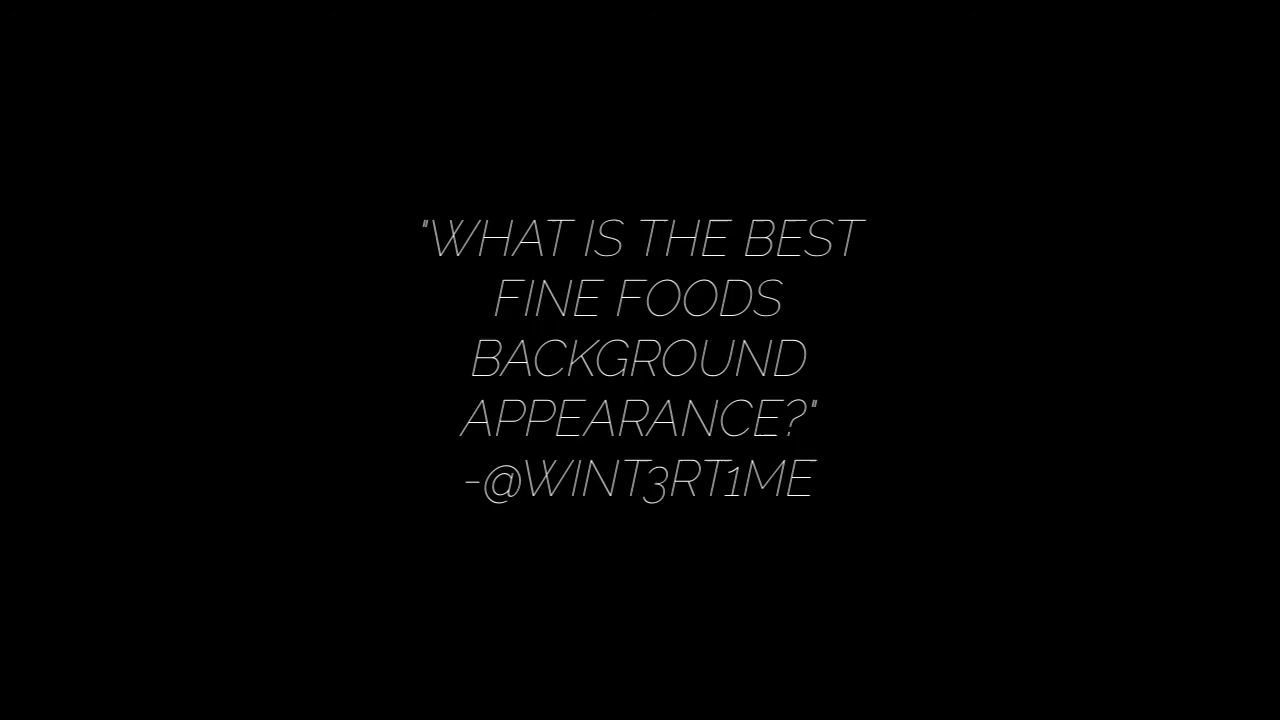 "WHAT IS THE BEST
FINE FOODS
BACKGROUND
APPEARANCE?"
-@WINT3RT1ME